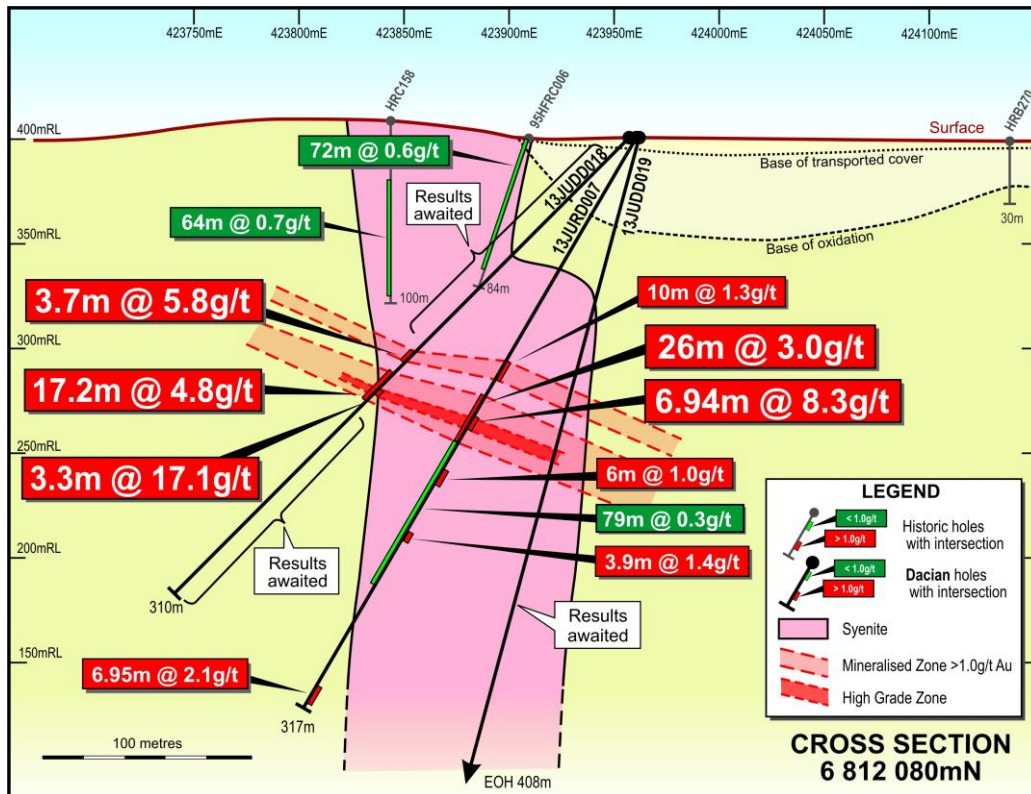 423750mE 423800mE 423850mE 423900mE 423950mE 424000mE 424050mE 424100mE
HRC158
95HFRC006
HRB270
400mRL
Surface
72m @ 0.6g/t
Base of transported cover
Results
awaited
13JUDD018
13JURD007
13JUDD019
64m @ 0.7g/t
30m
350mRL
Base of oxidation
84m
100m
3.7m @ 5.8g/t
10m @ 1.3g/t
300mRL
26m @ 3.0g/t
17.2m @ 4.8g/t
6.94m @ 8.3g/t
250mRL
3.3m @ 17.1g/t
6m @ 1.0g/t
79m @ 0.3g/t
3.9m @ 1.4g/t
200mRL
Results
awaited
310m
Results
awaited
150mRL
6.95m @ 2.1g/t
317m
100 metres
EOH 408m
LEGEND
< 1.0g/t
> 1.0g/t
Historic holes
with intersection
< 1.0g/t
> 1.0g/t
Dacian holes
with intersection
Syenite
Mineralised Zone >1.0g/t Au
High Grade Zone
CROSS SECTION
6 812 080mN